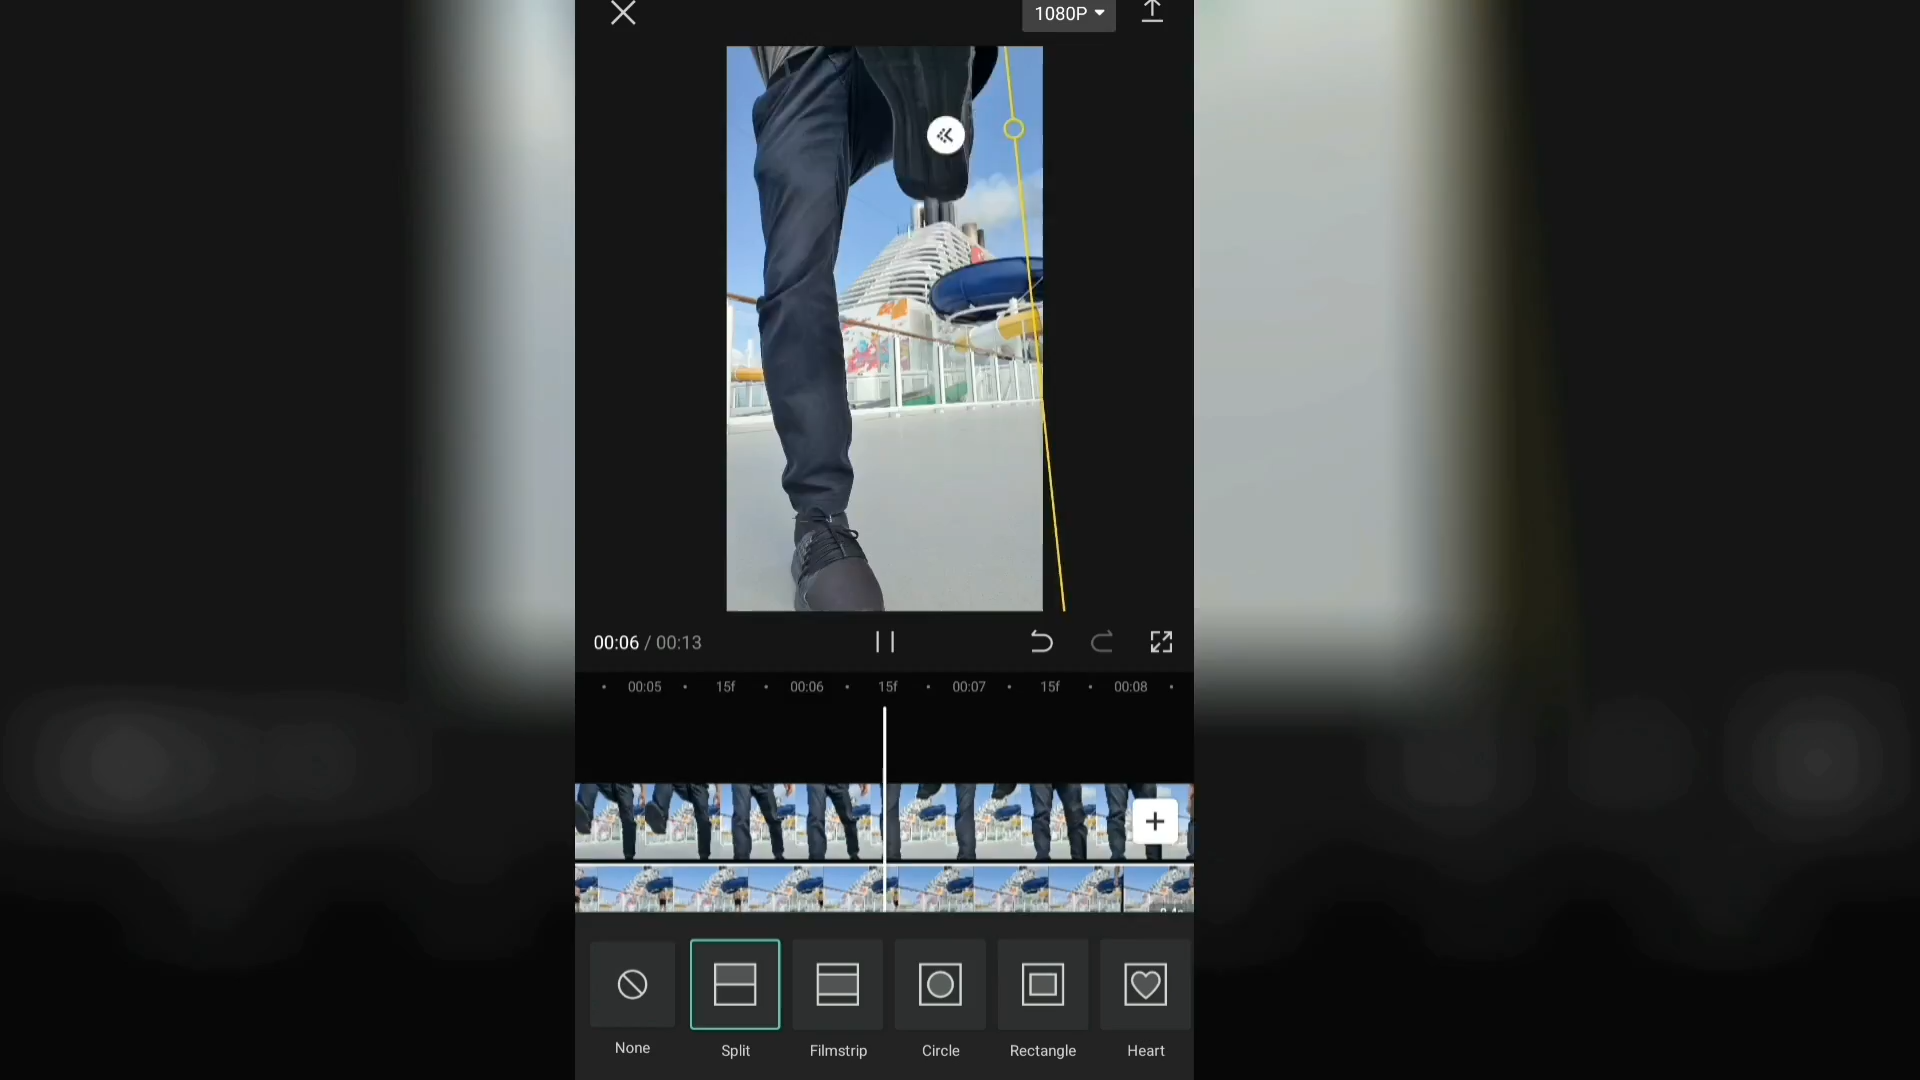 1080P
00:06 / 00:13
00:05 15f 00:06 15f 00:07 15f 00:08
None Split Filmstrip Circle Rectangle Heart